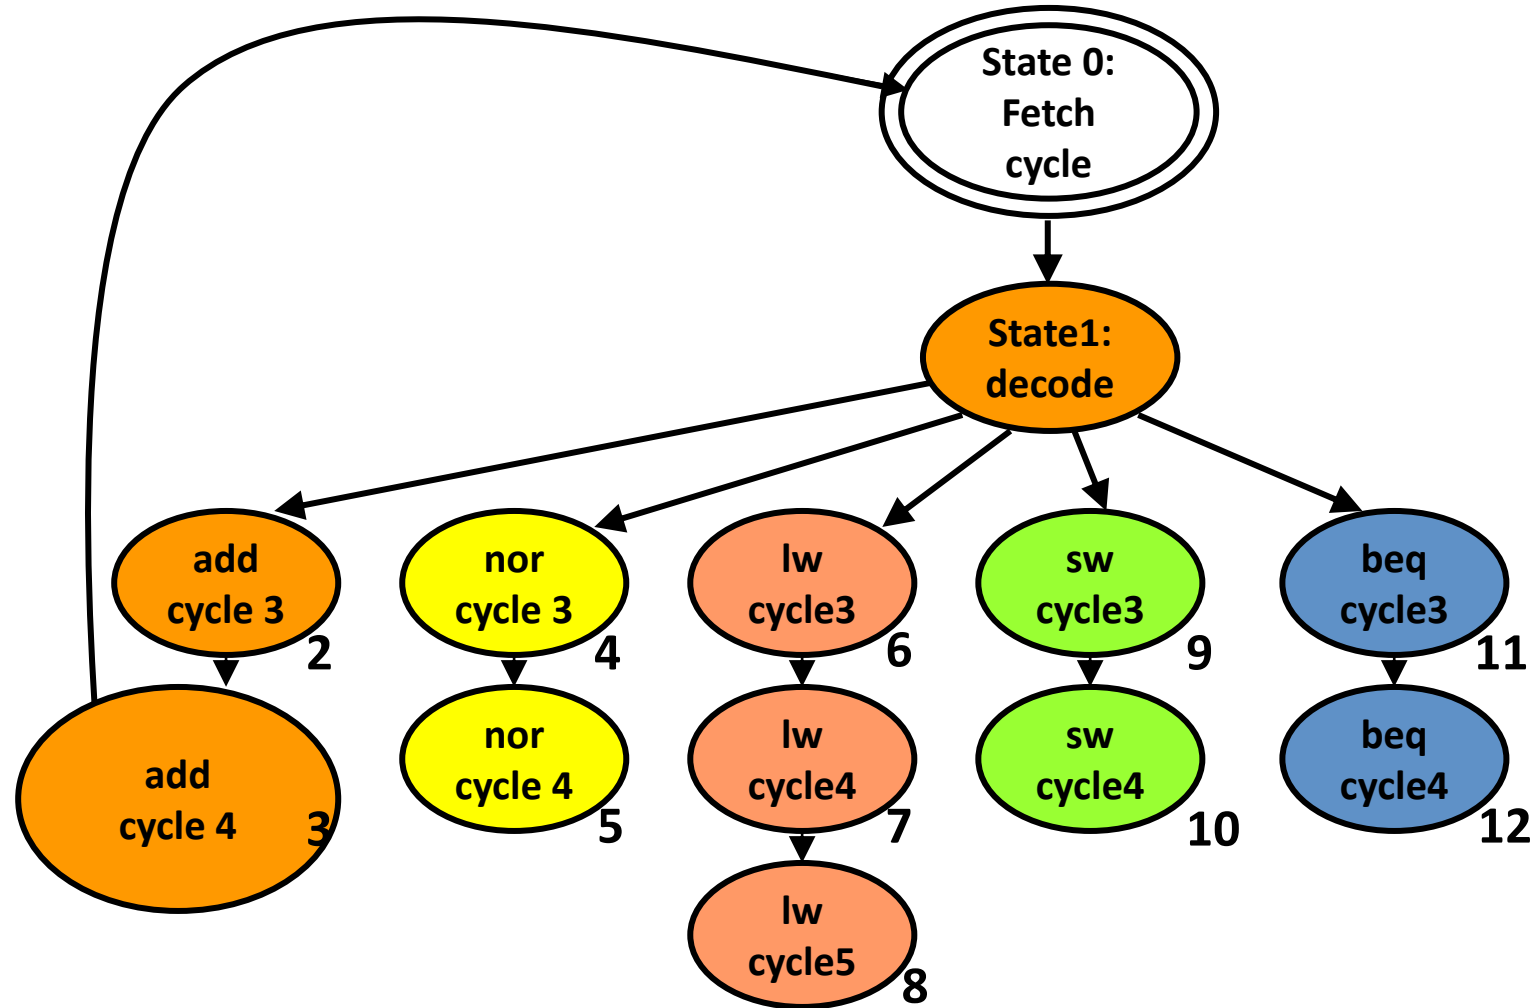 State 0:
Fetch
cycle
State1:
decode
add
cycle 3
2
nor
cycle 3
4
lw
cycle3
6
sw
cycle3
9
beq
cycle3
11
add
cycle 4
3
nor
cycle 4
5
lw
cycle4
7
sw
cycle4
10
beq
cycle4
12
lw
cycle5
8